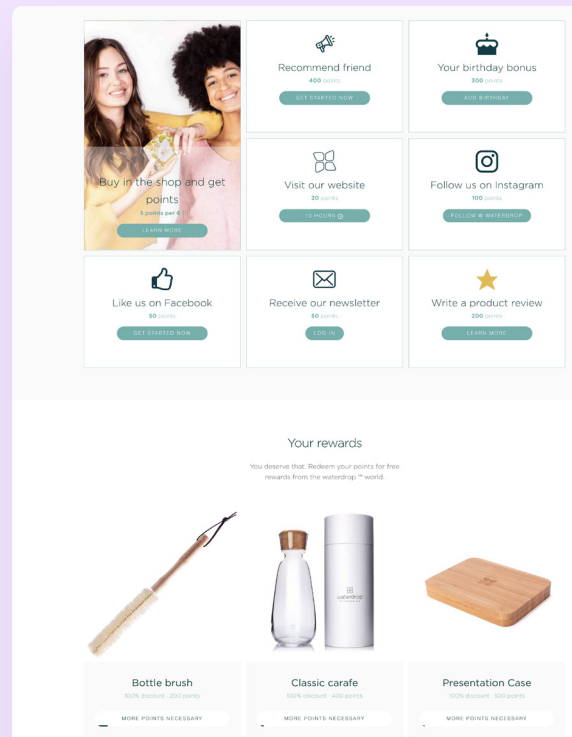 Recommend friend
400 points
GET STARTED NOW
Your birthday bonus
300 points
ADD BIRTHDAY
Buy in the shop and get
points
5 points per €
LEARN MORE
Visit our website
20 points
HOURS
Follow us on Instagram
100 points
FOLLOW @ WATERDROP
Like us on Facebook
50 points
GET STARTED NOW
Receive our newsletter
50 points
LOG IN
Write a product review
200 points
LEARN MORE
Your rewards
You deserve that. Redeem your points for free
rewards from the waterdrop ™ world.
waterdrop
Bottle brush
100% discount · 200 points
MORE POINTS NECESSARY
Classic carafe
100% discount · 400 points
MORE POINTS NECESSARY
Presentation Case
100% discount · 500 points
MORE POINTS NECESSARY